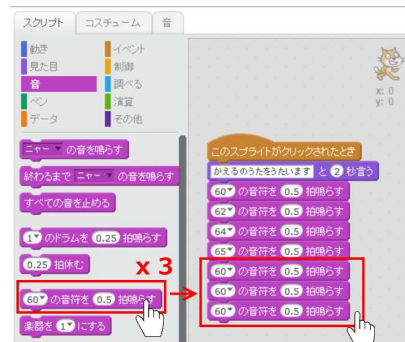 スクリプト コスチューム 音
動き イベント
見た目 制御
音 調べる
ペン 演算
データ その他
x: 0
y: 0
ニャー の音を鳴らす
終わるまで ニャー の音を鳴らす
すべての音を止める
1 のドラムを 0.25 拍鳴らす
0.25 拍休む
x 3
60 の音符を 0.5 拍鳴らす
楽器を 1 にする
このスプライトがクリックされたとき
かえるのうたをうたいます と 2 秒言う
60 の音符を 0.5 拍鳴らす
62 の音符を 0.5 拍鳴らす
64 の音符を 0.5 拍鳴らす
65 の音符を 0.5 拍鳴らす
60 の音符を 0.5 拍鳴らす
60 の音符を 0.5 拍鳴らす
60 の音符を 0.5 拍鳴らす